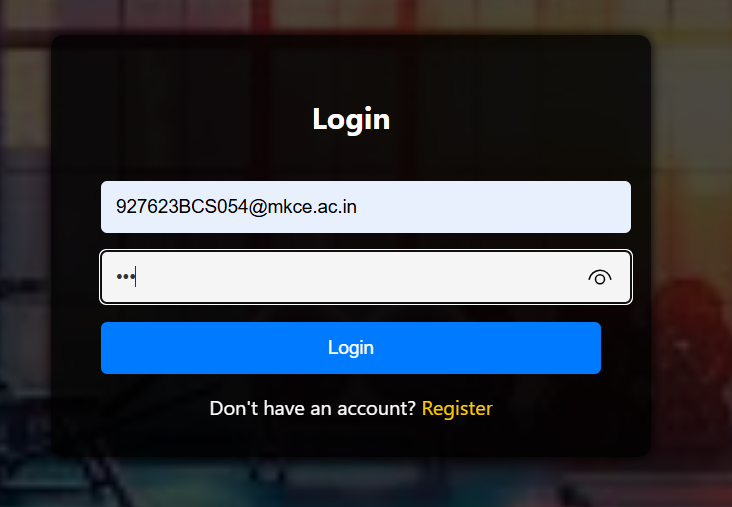 Login
927623BCS054@mkce.ac.in
•••
Login
Don't have an account? Register